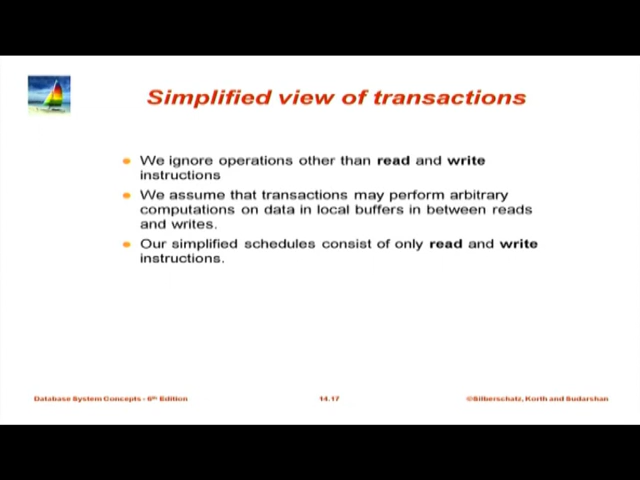 Simplified view of transactions
We ignore operations other than read and write
instructions
We assume that transactions may perform arbitrary
computations on data in local buffers in between reads
and writes.
Our simplified schedules consist of only read and write
instructions.
Database System Concepts - 6th Edition
14.17
©Silberschatz, Korth and Sudarshan